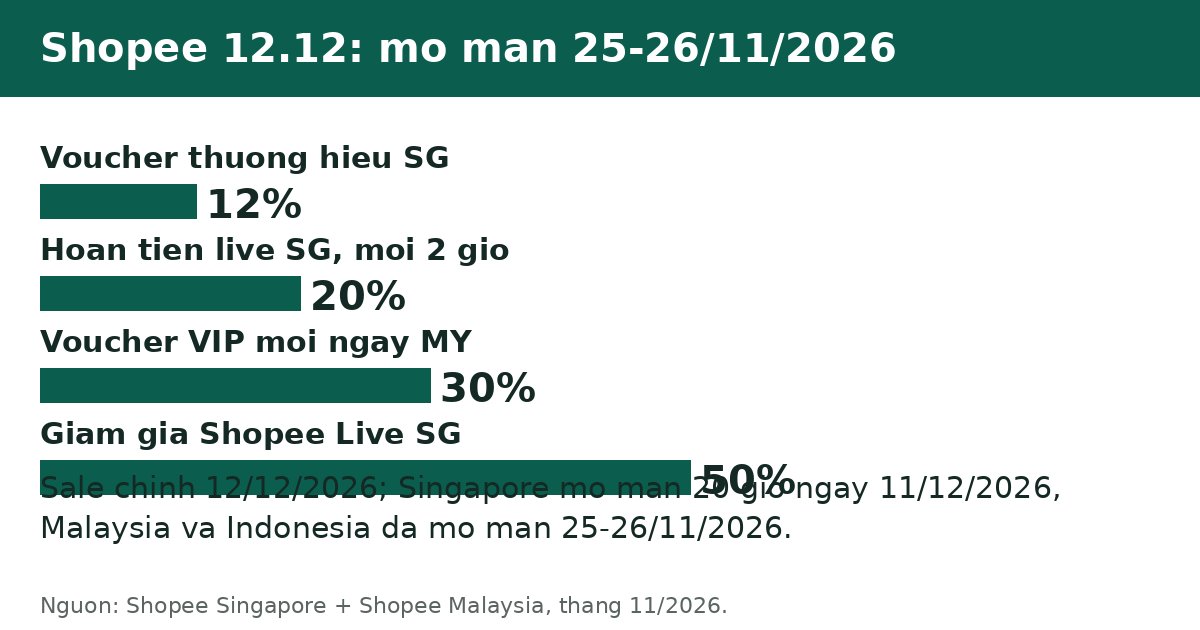 Shopee 12.12: mo man 25-26/11/2026
Voucher thuong hieu SG
12%
Hoan tien live SG, moi 2 gio
20%
Voucher VIP moi ngay MY
30%
Giam gia Shopee Live SG
50%
Sale chinh 12/12/2026; Singapore mo man 20 gio ngay 11/12/2026,
Malaysia va Indonesia da mo man 25-26/11/2026.
Nguon: Shopee Singapore + Shopee Malaysia, thang 11/2026.